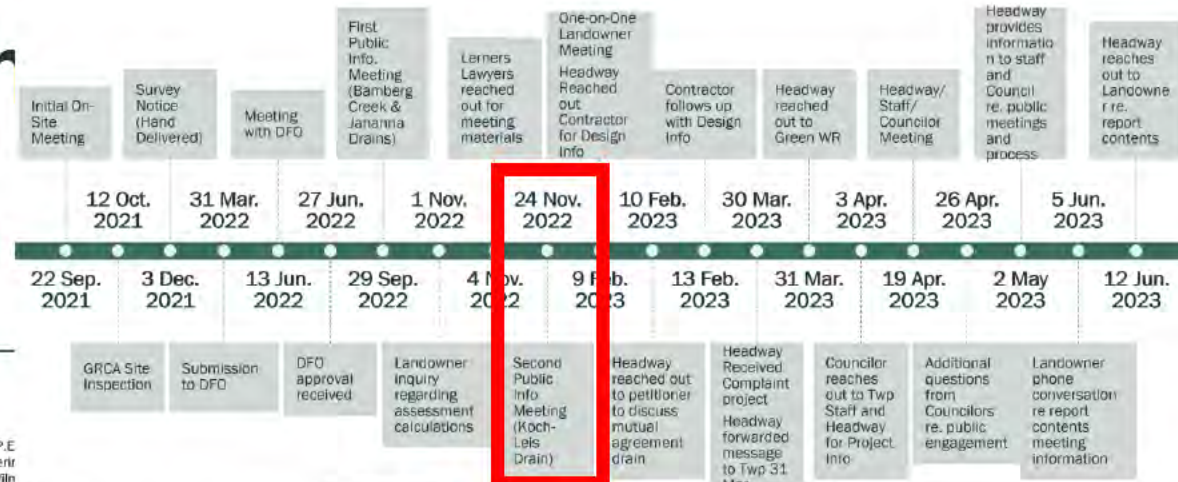 Initial On-
Site
Meeting
Survey
Notice
(Hand
Delivered)
Meeting
with DFO
First
Public
Info.
Meeting
(Bamberg
Creek &
Jananna
Drains)
Lerners
Lawyers
reached
out for
meeting
materials
One-on-One
Landowner
Meeting
Headway
Reached
out
Contractor
for Design
Info
Contractor
follows up
with Design
Info
Headway
reached
out to
Green WR
Headway/
Staff/
Councilor
Meeting
Headway
provides
informatio
n to staff
and
Council
re. public
meetings
and
process
Headway
reaches
out to
Landowne
r re.
report
contents
12 Oct.
2021
31 Mar.
2022
27 Jun.
2022
1 Nov.
2022
24 Nov.
2022
10 Feb.
2023
30 Mar.
2023
3 Apr.
2023
26 Apr.
2023
5 Jun.
2023
22 Sep.
2021
3 Dec.
2021
13 Jun.
2022
29 Sep.
2022
4 Nov.
2022
9 Feb.
2023
13 Feb.
2023
31 Mar.
2023
19 Apr.
2023
2 May
2023
12 Jun.
2023
GRCA Site
Inspection
Submission
to DFO
DFO
approval
received
Landowner
inquiry
regarding
assessment
calculations
Second
Public
Info
Meeting
(Koch-
Leis
Drain)
Headway
reached out
to petitioner
to discuss
mutual
agreement
drain
Headway
Received
Complaint
project
Headway
forwarded
message
to Twp 31
Councilor
reaches
out to Twp
Staff and
Headway
for Project
Info
Additional
questions
from
Councilors
re. public
engagement
Landowner
phone
conversation
re report
contents
meeting
information
P.E